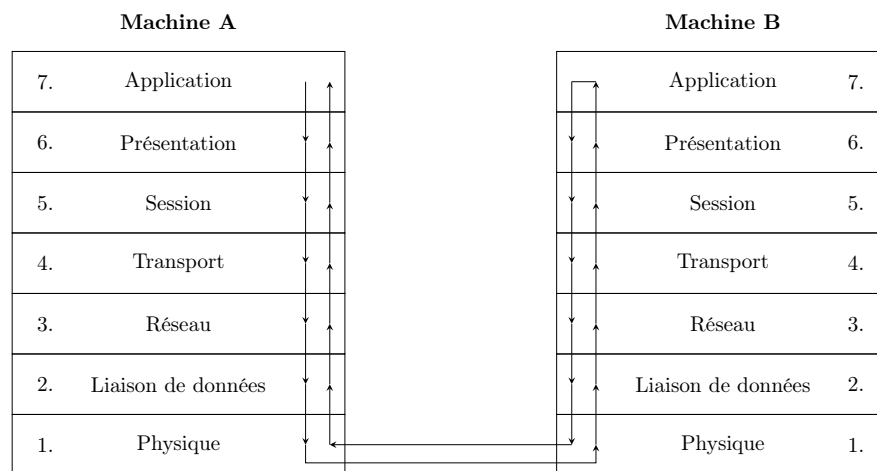 Machine A Machine B
7. Application Application 7.
6. Présentation Présentation 6.
5. Session Session 5.
4. Transport Transport 4.
3. Réseau Réseau 3.
2. Liaison de données Liaison de données 2.
1. Physique Physique 1.